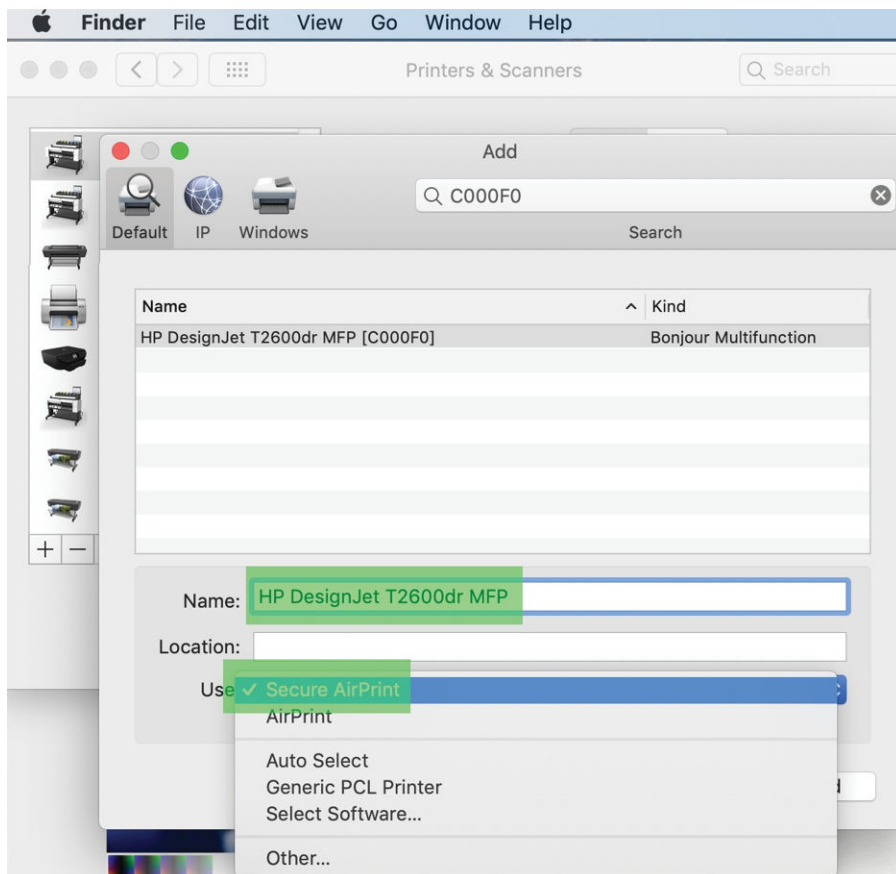 Finder File Edit View Go Window Help
Printers & Scanners
Search
Add
C000F0
Default IP Windows Search
Name Kind
HP DesignJet T2600dr MFP [C000F0] Bonjour Multifunction
Name: HP DesignJet T2600dr MFP
Location:
Use ✓ Secure AirPrint
AirPrint
Auto Select
Generic PCL Printer
Select Software...
Other...